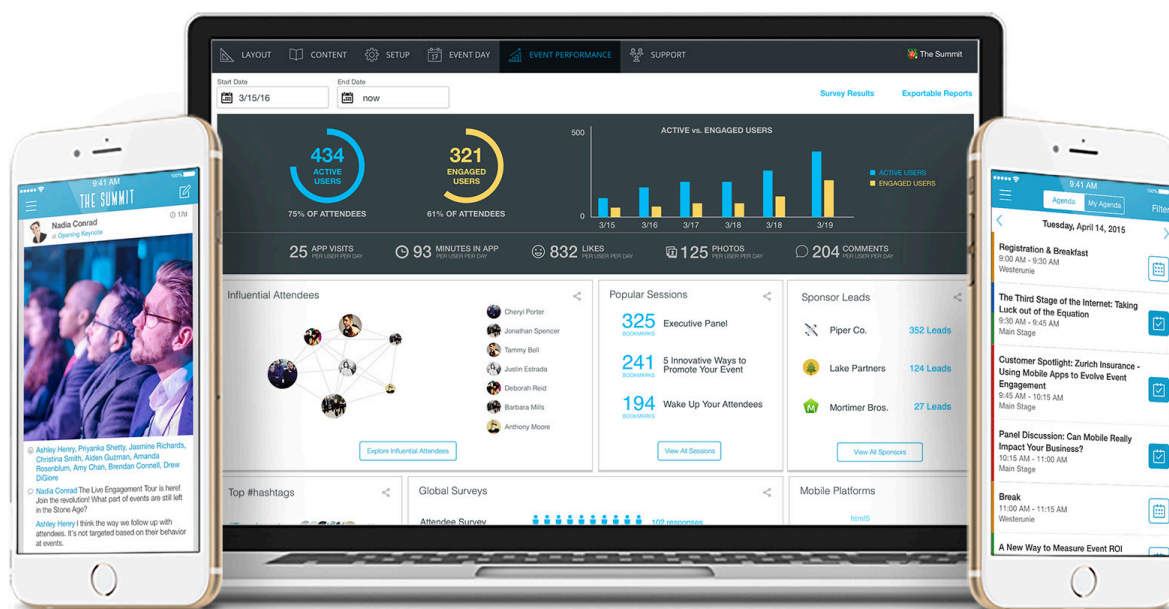 LAYOUT
CONTENT
SETUP
17
EVENT DAY
EVENT PERFORMANCE
SUPPORT
The Summit
Start Date
3/15/16
End Date
now
Survey Results
Exportable Reports
434
ACTIVE
USERS
75% OF ATTENDEES
321
ENGAGED
USERS
61% OF ATTENDEES
ACTIVE vs. ENGAGED USERS
500
0
3/15
3/16
3/17
3/18
3/18
3/19
ACTIVE USERS
ENGAGED USERS
25 APP VISITS
PER USER PER DAY
93 MINUTES IN APP
PER USER PER DAY
832 LIKES
PER USER PER DAY
125 PHOTOS
PER USER PER DAY
204 COMMENTS
PER USER PER DAY
Influential Attendees
Cheryl Porter
Jonathan Spencer
Tammy Bell
Justin Estrada
Deborah Reid
Barbara Mills
Anthony Moore
Explore Influential Attendees
Popular Sessions
325
BOOKMARKS
Executive Panel
241
BOOKMARKS
5 Innovative Ways to
Promote Your Event
194
BOOKMARKS
Wake Up Your Attendees
View All Sessions
Sponsor Leads
Piper Co.
352 Leads
Lake Partners
124 Leads
M
Mortimer Bros.
27 Leads
View All Sponsors
Top #hashtags
Global Surveys
Attendee Survey
102 responses
Mobile Platforms
html5
9:41 AM
100%
THE SUMMIT
Nadia Conrad
at Opening Keynote
17d
Ashley Henry, Priyanka Shetty, Jasmine Richards,
Christina Smith, Alden Guzman, Amanda
Rosenblum, Amy Chan, Brendan Connell, Drew
DiGiore
Nadia Conrad The Live Engagement Tour is here!
Join the revolution! What part of events are still left
in the Stone Age?
Ashley Henry I think the way we follow up with
attendees. It's not targeted based on their behavior
at events.
9:41 AM
100%
Agenda
My Agenda
Filter
Tuesday, April 14, 2015
Registration & Breakfast
9:00 AM - 9:30 AM
Westerunie
The Third Stage of the Internet: Taking
Luck out of the Equation
9:30 AM - 9:45 AM
Main Stage
Customer Spotlight: Zurich Insurance -
Using Mobile Apps to Evolve Event
Engagement
9:45 AM - 10:15 AM
Main Stage
Panel Discussion: Can Mobile Really
Impact Your Business?
10:15 AM - 11:00 AM
Main Stage
Break
11:00 AM - 11:15 AM
Westerunie
A New Way to Measure Event ROI